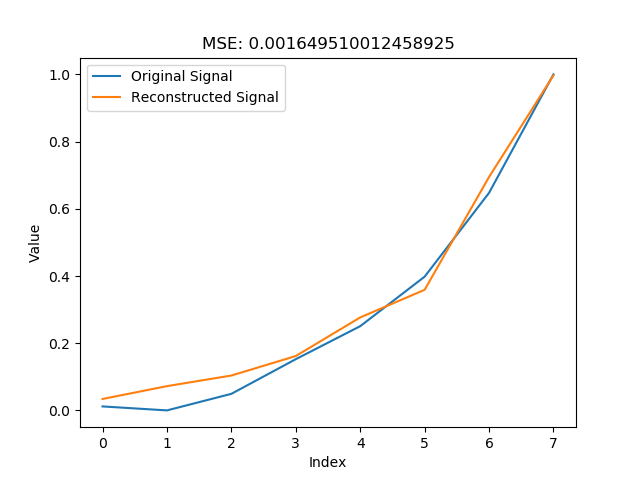 MSE: 0.001649510012458925
Original Signal
Reconstructed Signal
1.0
0.8
0.6
0.4
0.2
0.0
Value
0 1 2 3 4 5 6 7
Index